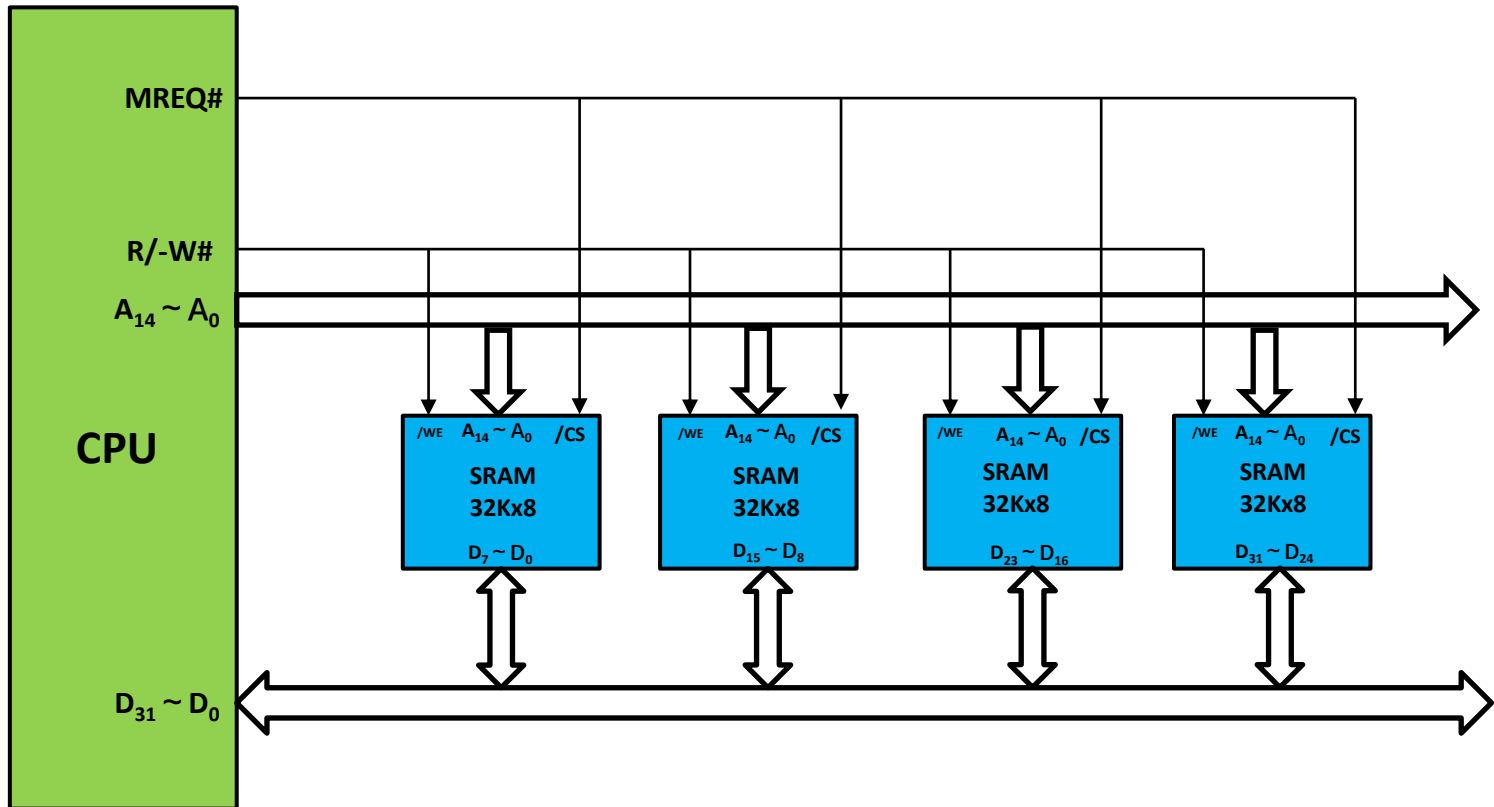 MREQ#
R/-W#
A₁₄ ~ A₀
CPU
D₃₁ ~ D₀
/WE A₁₄ ~ A₀ /CS
SRAM
32Kx8
D₇ ~ D₀
/WE A₁₄ ~ A₀ /CS
SRAM
32Kx8
D₁₅ ~ D₈
/WE A₁₄ ~ A₀ /CS
SRAM
32Kx8
D₂₃ ~ D₁₆
/WE A₁₄ ~ A₀ /CS
SRAM
32Kx8
D₃₁ ~ D₂₄